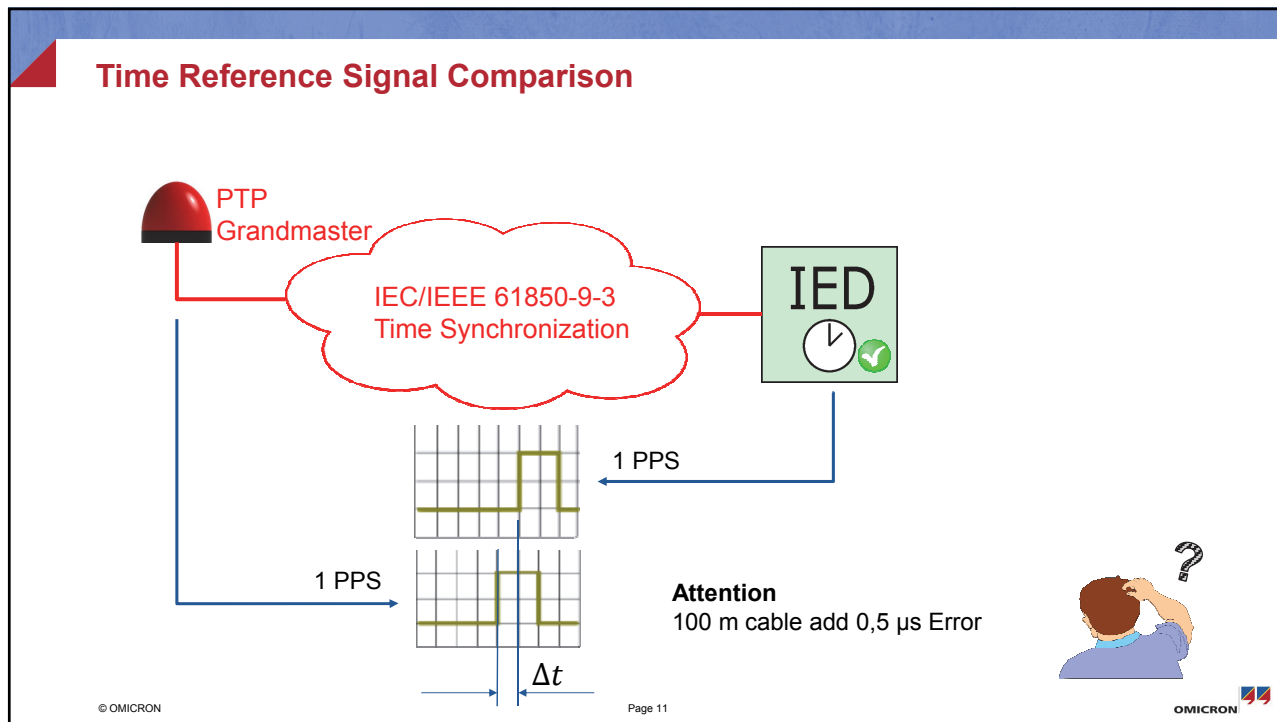 Time Reference Signal Comparison
PTP
Grandmaster
IEC/IEEE 61850-9-3
Time Synchronization
IED
1 PPS
1 PPS
Attention
100 m cable add 0,5 µs Error
?
Δt
© OMICRON
Page 11
OMICRON